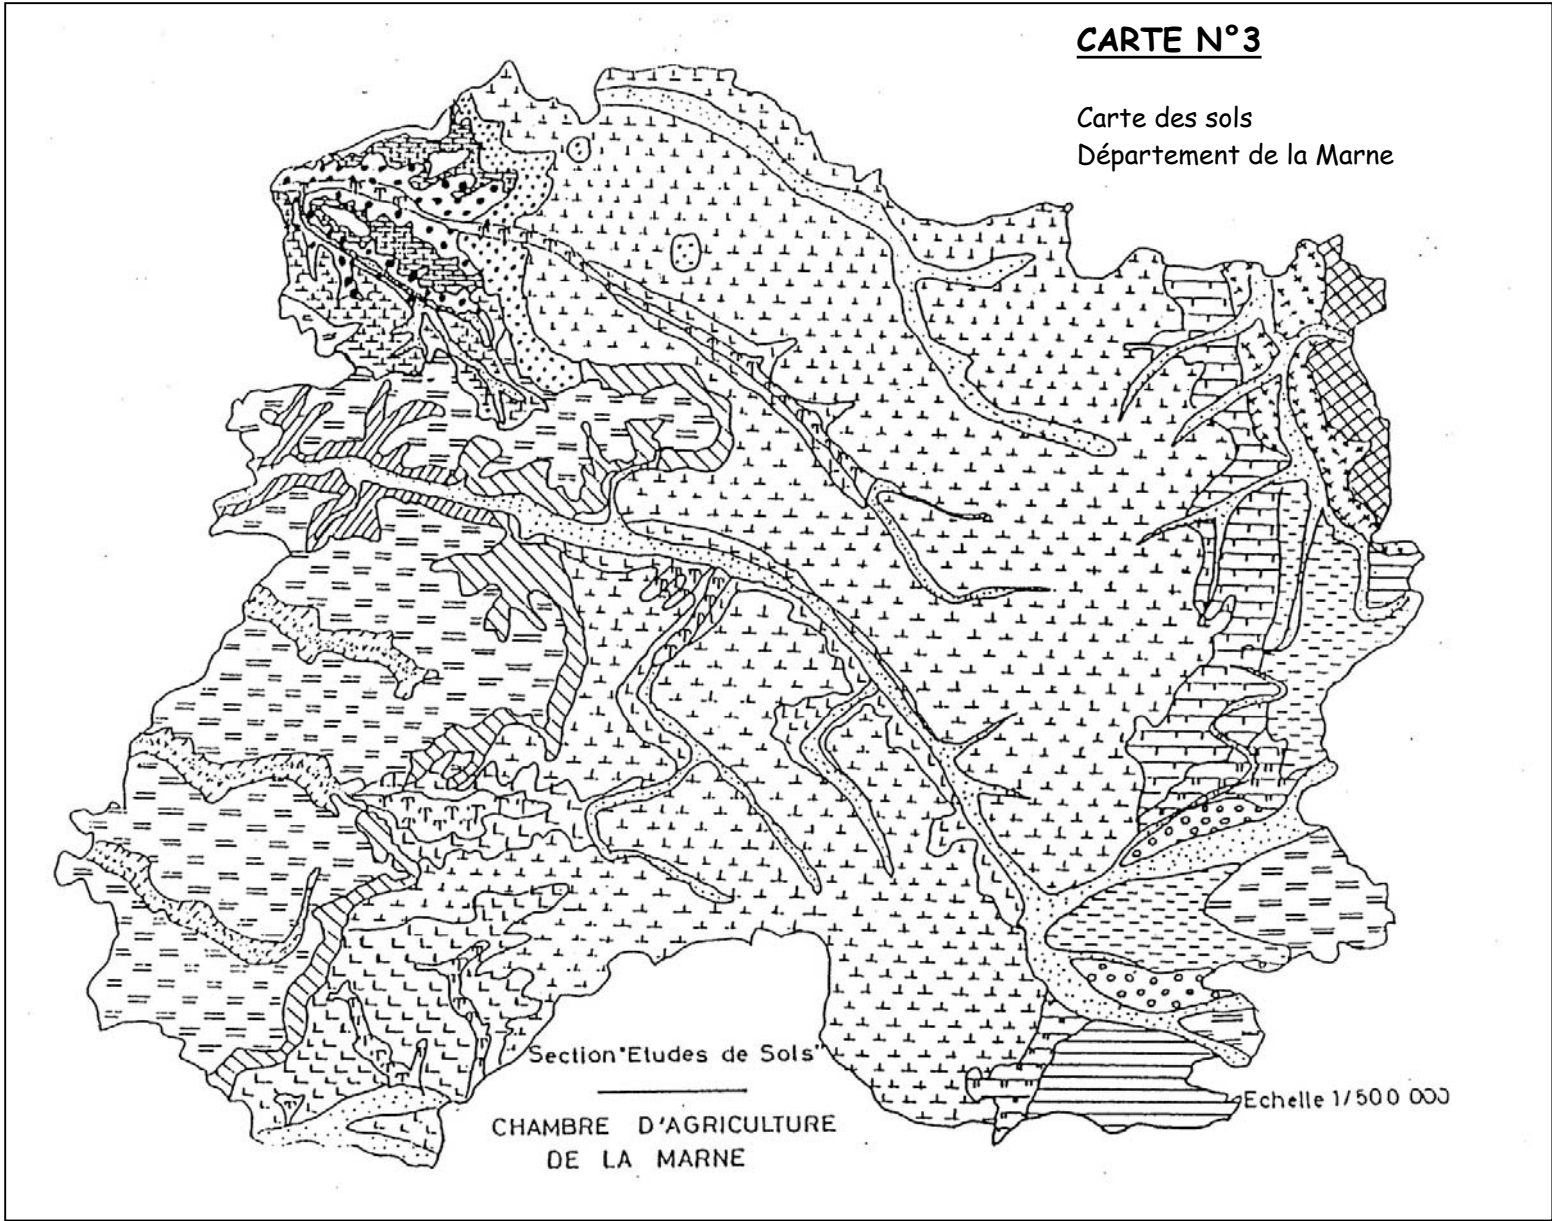 CARTE N°3
Carte des sols
Département de la Marne
Section "Etudes de Sols"
Echelle 1/500 000
CHAMBRE D'AGRICULTURE
DE LA MARNE